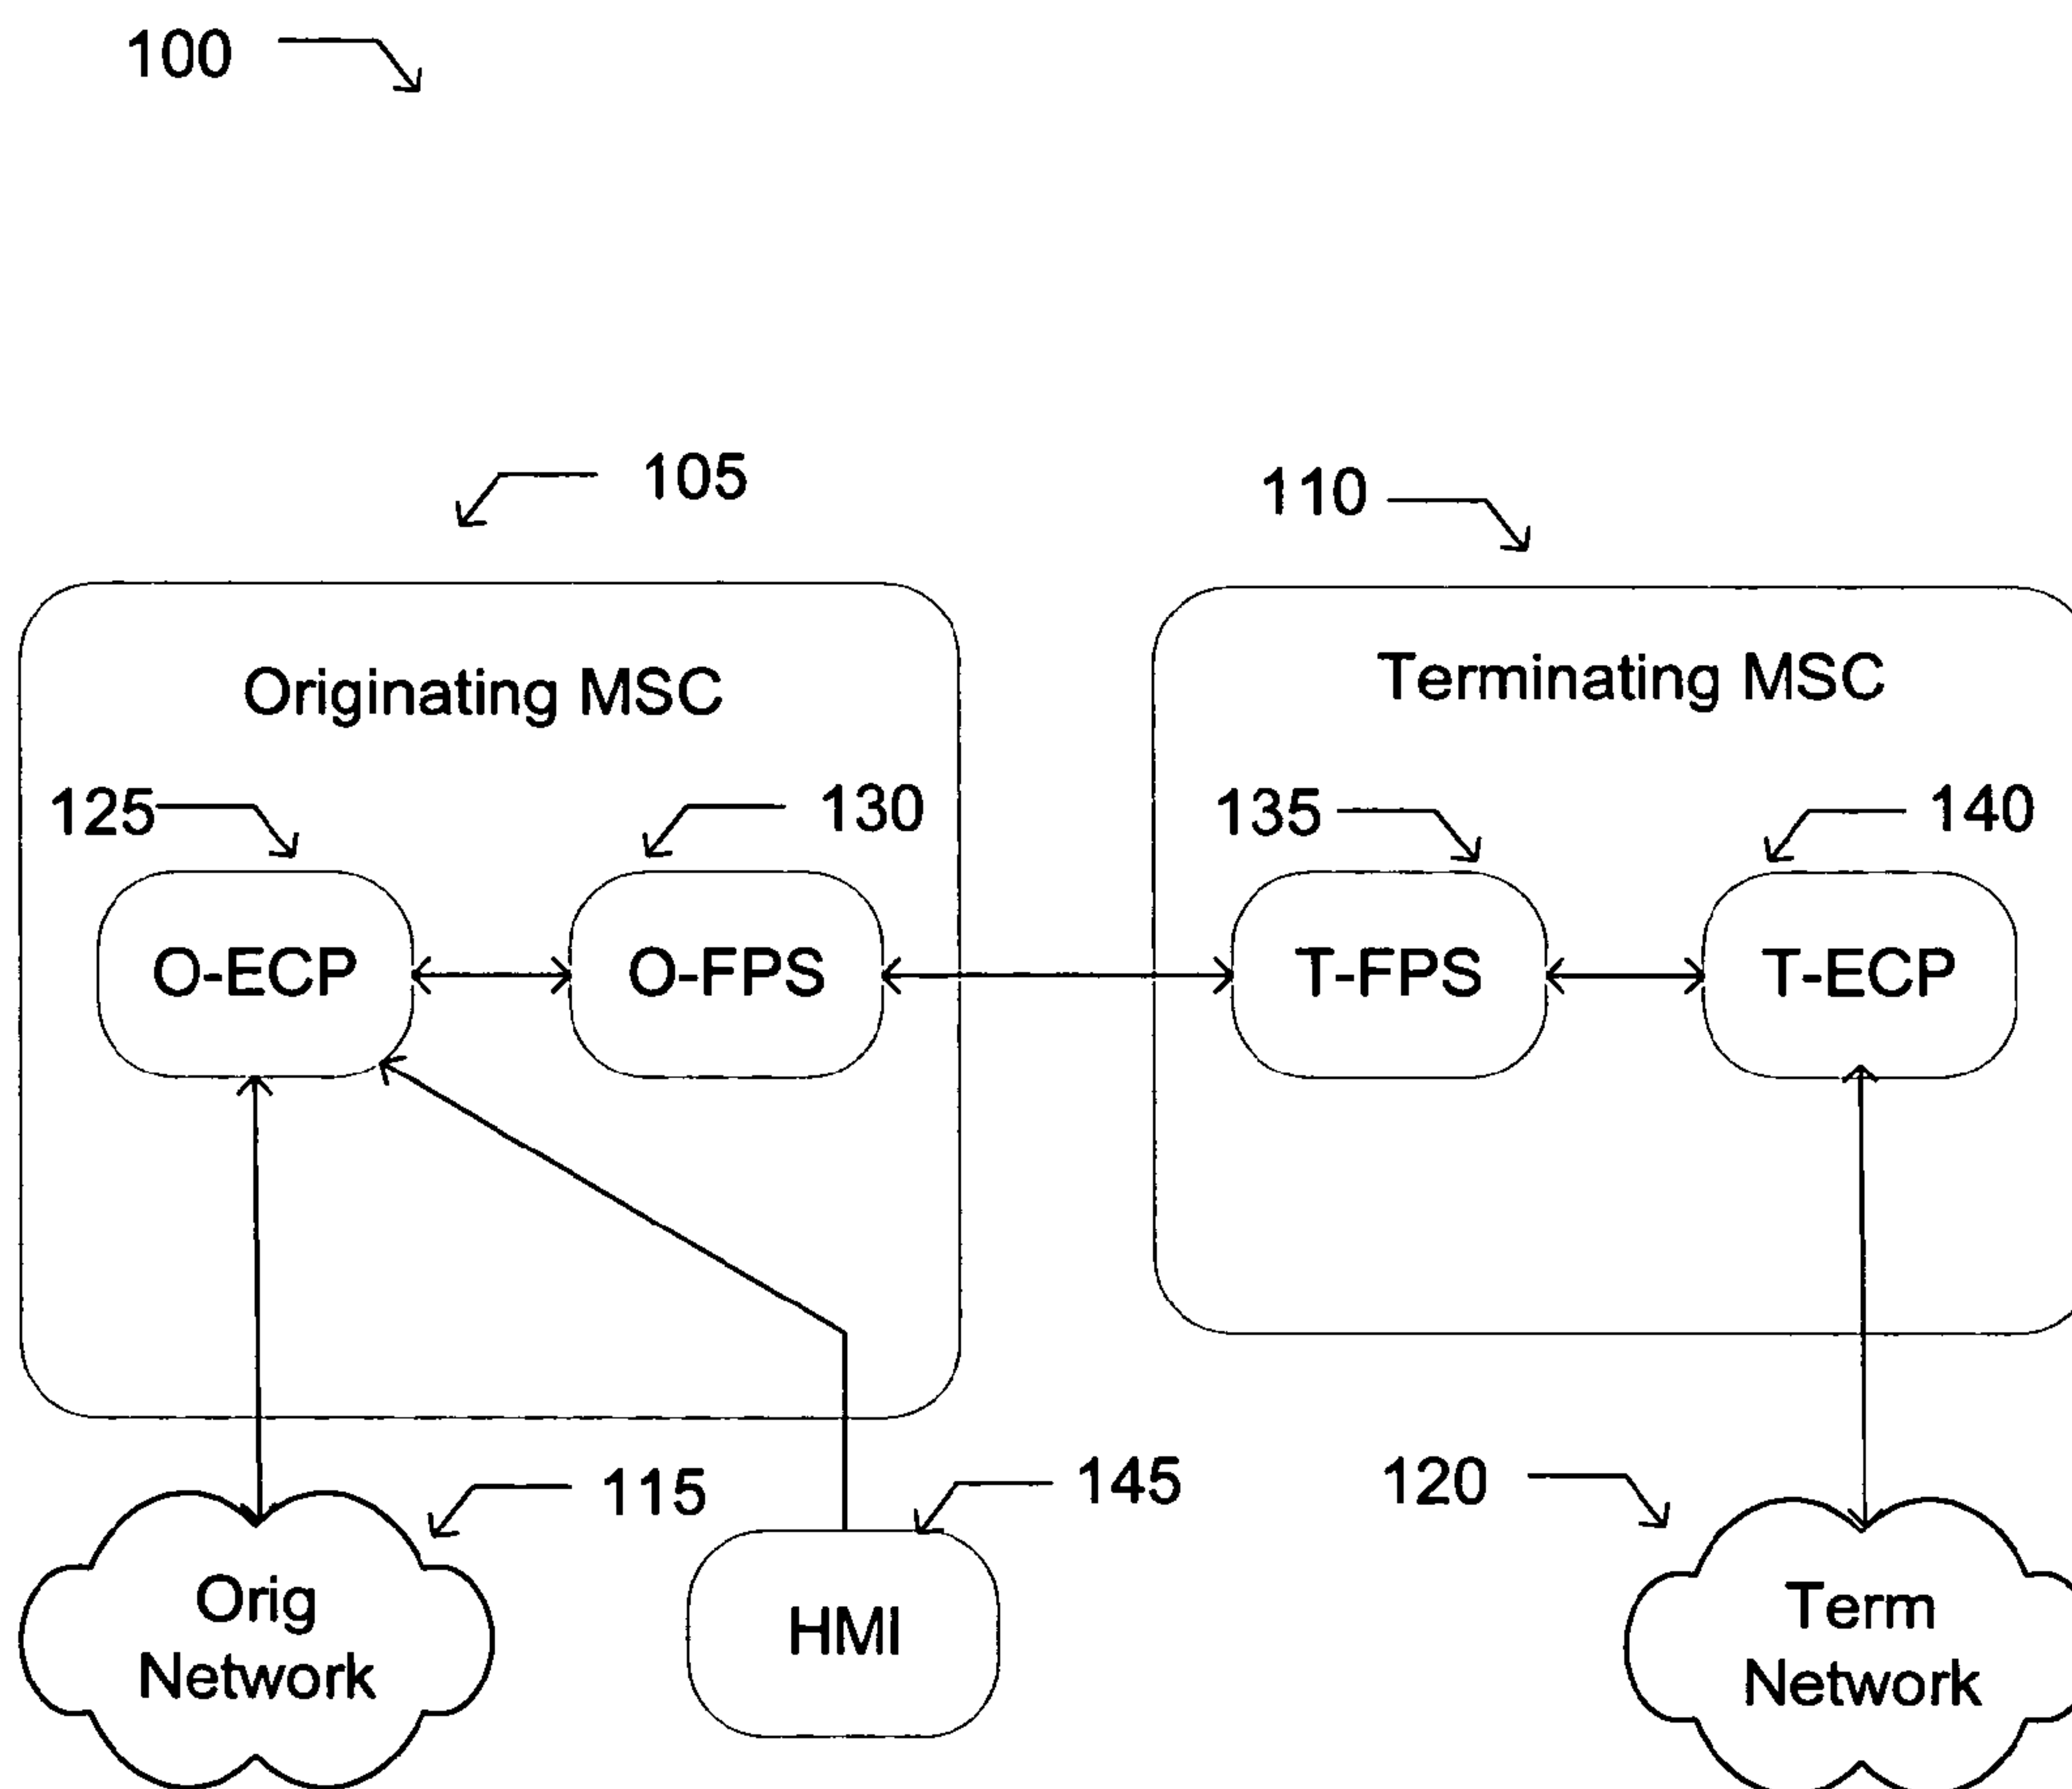 100
105
110
Originating MSC
Terminating MSC
125
130
135
140
O-ECP
O-FPS
T-FPS
T-ECP
115
145
120
Orig
Network
HMI
Term
Network